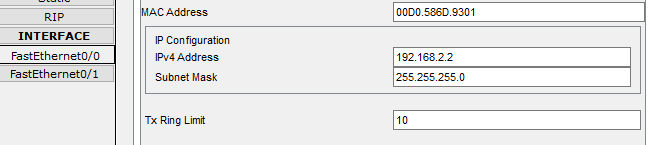 Static
RIP
INTERFACE
FastEthernet0/0
FastEthernet0/1
MAC Address 00D0.586D.9301
IP Configuration
IPv4 Address 192.168.2.2
Subnet Mask 255.255.255.0
Tx Ring Limit 10